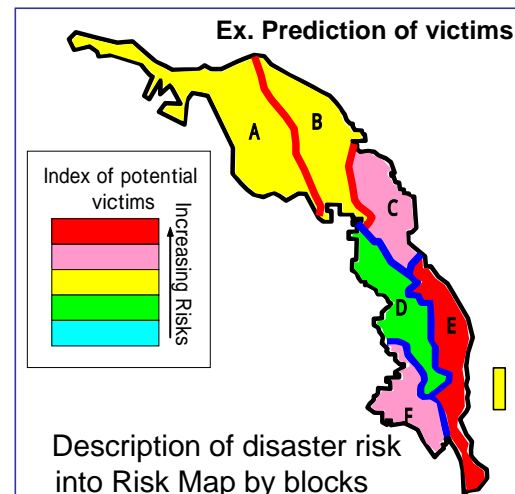 Ex. Prediction of victims
A
B
Index of potential
victims
Increasing Risks
C
D
E
F
Description of disaster risk
into Risk Map by blocks